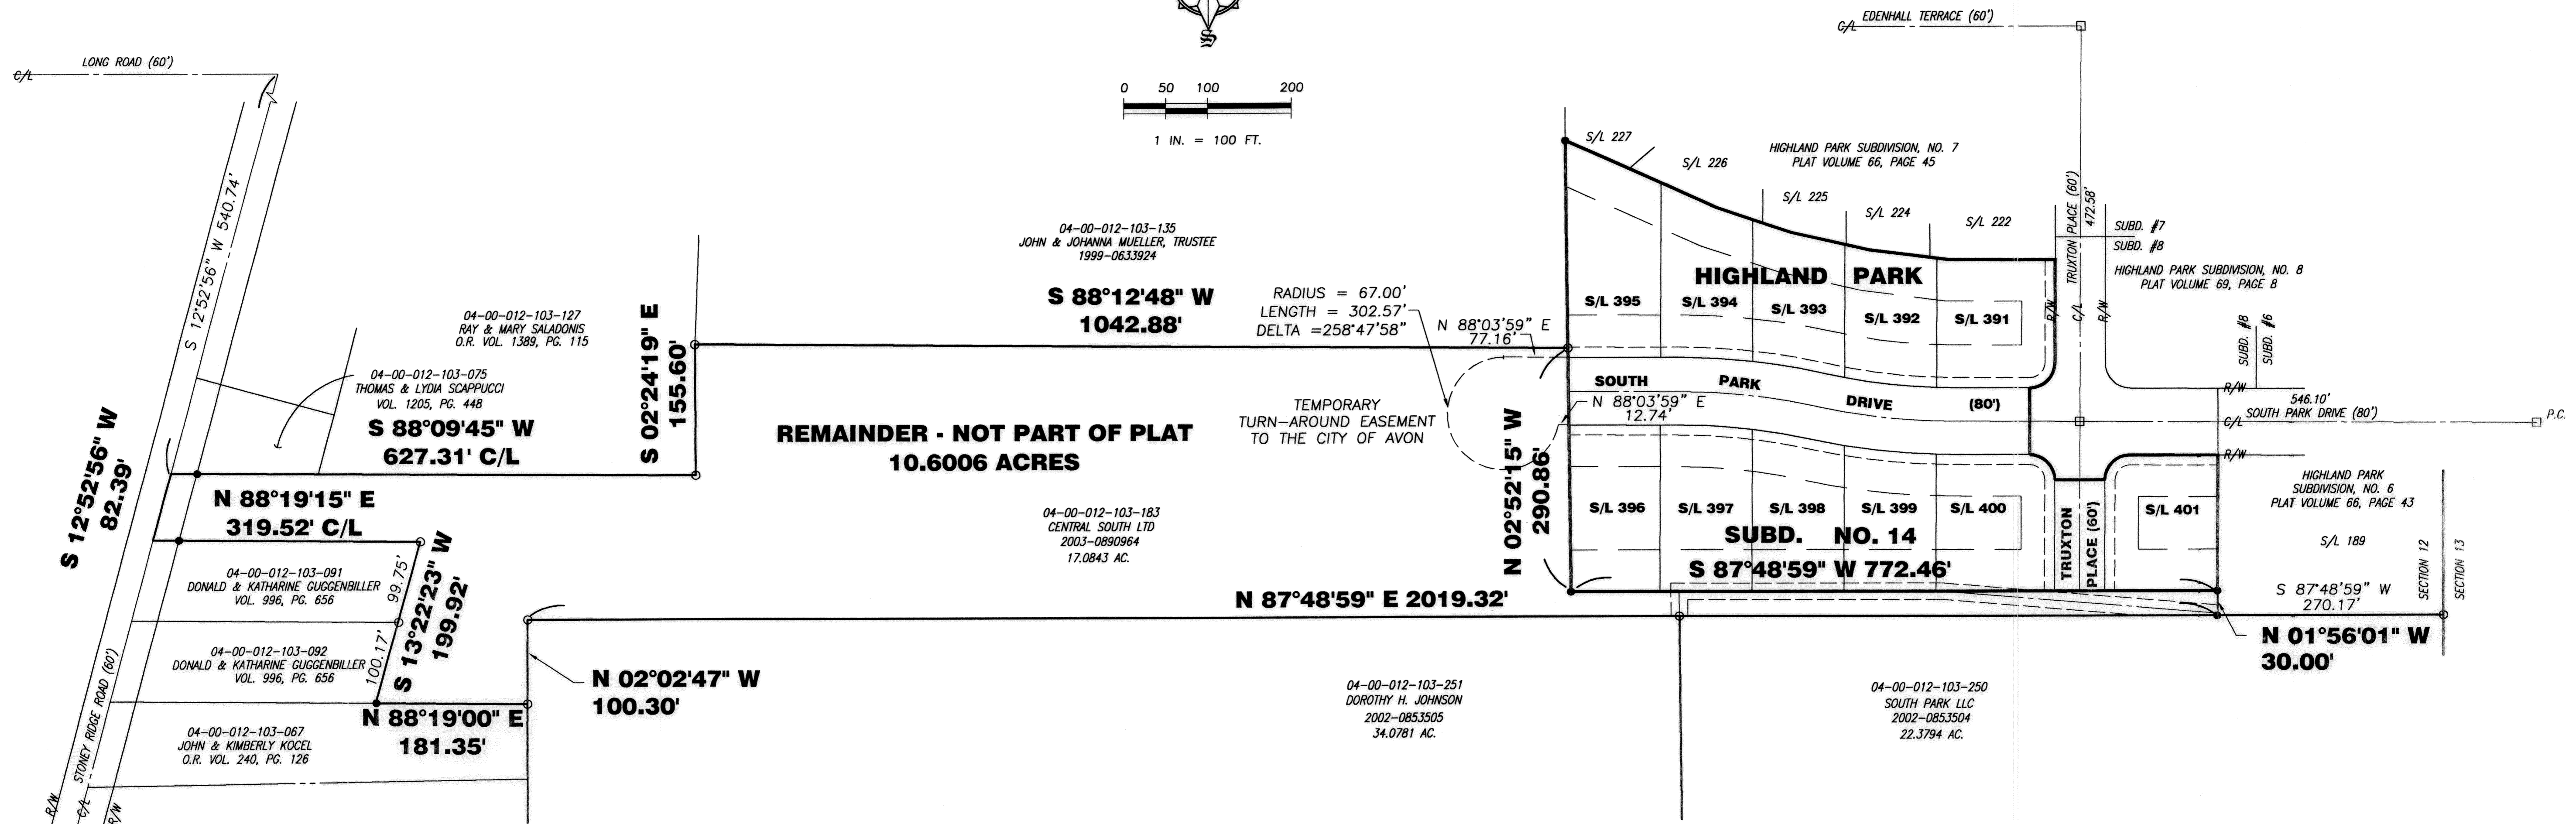 S
0 50 100 200
1 IN. = 100 FT.
C/L
LONG ROAD (60')
C/L
EDENHALL TERRACE (60')
S 12°52'56" W 540.74'
04-00-012-103-127
RAY & MARY SALADONIS
O.R. VOL. 1389, PG. 115
04-00-012-103-075
THOMAS & LYDIA SCAPPUCCI
VOL. 1205, PG. 448
S 88°09'45" W
627.31' C/L
S 12°52'56" W
82.39'
N 88°19'15" E
319.52' C/L
04-00-012-103-091
DONALD & KATHARINE GUGGENBILLER
VOL. 996, PG. 656
99.75'
S 13°22'23" W
199.92'
100.17'
04-00-012-103-092
DONALD & KATHARINE GUGGENBILLER
VOL. 996, PG. 656
N 88°19'00" E
181.35'
04-00-012-103-067
JOHN & KIMBERLY KOCEL
O.R. VOL. 240, PG. 126
STONEY RIDGE ROAD (60')
R/W
C/L
R/W
N 02°02'47" W
100.30'
S 02°24'19" E
155.60'
04-00-012-103-135
JOHN & JOHANNA MUELLER, TRUSTEE
1999-0633924
S 88°12'48" W
1042.88'
REMAINDER - NOT PART OF PLAT
10.6006 ACRES
04-00-012-103-183
CENTRAL SOUTH LTD
2003-0890964
17.0843 AC.
RADIUS = 67.00'
LENGTH = 302.57'
DELTA =258°47'58"
N 88°03'59" E
77.16'
TEMPORARY
TURN-AROUND EASEMENT
TO THE CITY OF AVON
N 88°03'59" E
12.74'
N 02°52'15" W
290.86'
N 87°48'59" E 2019.32'
04-00-012-103-251
DOROTHY H. JOHNSON
2002-0853505
34.0781 AC.
04-00-012-103-250
SOUTH PARK LLC
2002-0853504
22.3794 AC.
S/L 227
S/L 226
S/L 225
S/L 224
S/L 222
HIGHLAND PARK SUBDIVISION, NO. 7
PLAT VOLUME 66, PAGE 45
HIGHLAND PARK
S/L 395
S/L 394
S/L 393
S/L 392
S/L 391
SOUTH PARK DRIVE (80')
S/L 396
S/L 397
S/L 398
S/L 399
S/L 400
S/L 401
SUBD. NO. 14
S 87°48'59" W 772.46'
TRUXTON
PLACE (60')
TRUXTON PLACE (60')
472.58'
R/W
C/L
R/W
SUBD. #7
SUBD. #8
HIGHLAND PARK SUBDIVISION, NO. 8
PLAT VOLUME 69, PAGE 8
SUBD. #8
SUBD. #6
R/W
546.10'
C/L
SOUTH PARK DRIVE (80')
P.C.
R/W
HIGHLAND PARK
SUBDIVISION, NO. 6
PLAT VOLUME 66, PAGE 43
S/L 189
SECTION 12
SECTION 13
S 87°48'59" W
270.17'
N 01°56'01" W
30.00'